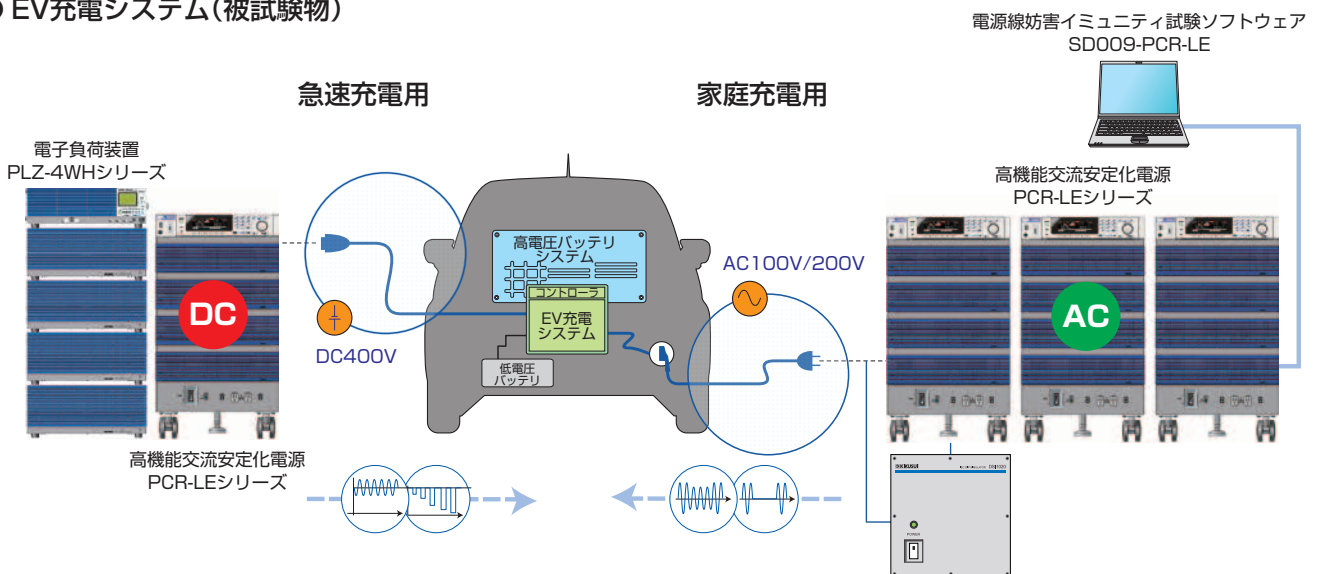 EV充電システム（被試験物）
電源線妨害イミュニティ試験ソフトウェア
SD009-PCR-LE
急速充電用
家庭充電用
電子負荷装置
PLZ-4WHシリーズ
高機能交流安定化電源
PCR-LEシリーズ
高電圧バッテリ
システム
コントローラ
EV充電
システム
低電圧
バッテリ
DC
DC400V
AC100V/200V
AC
高機能交流安定化電源
PCR-LEシリーズ
KIKUSUI
DSI1020
POWER